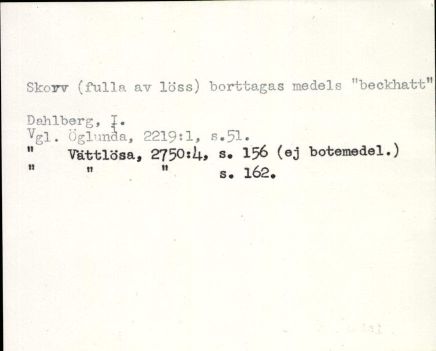 Skorv (fulla av löss) borttagas medels "beckhatt"
Dahlberg, I.
Vgl. Öglunda, 2219:1, s.51.
" Vättlösa, 2750:4, s. 156 (ej botemedel.)
" " " s. 162.